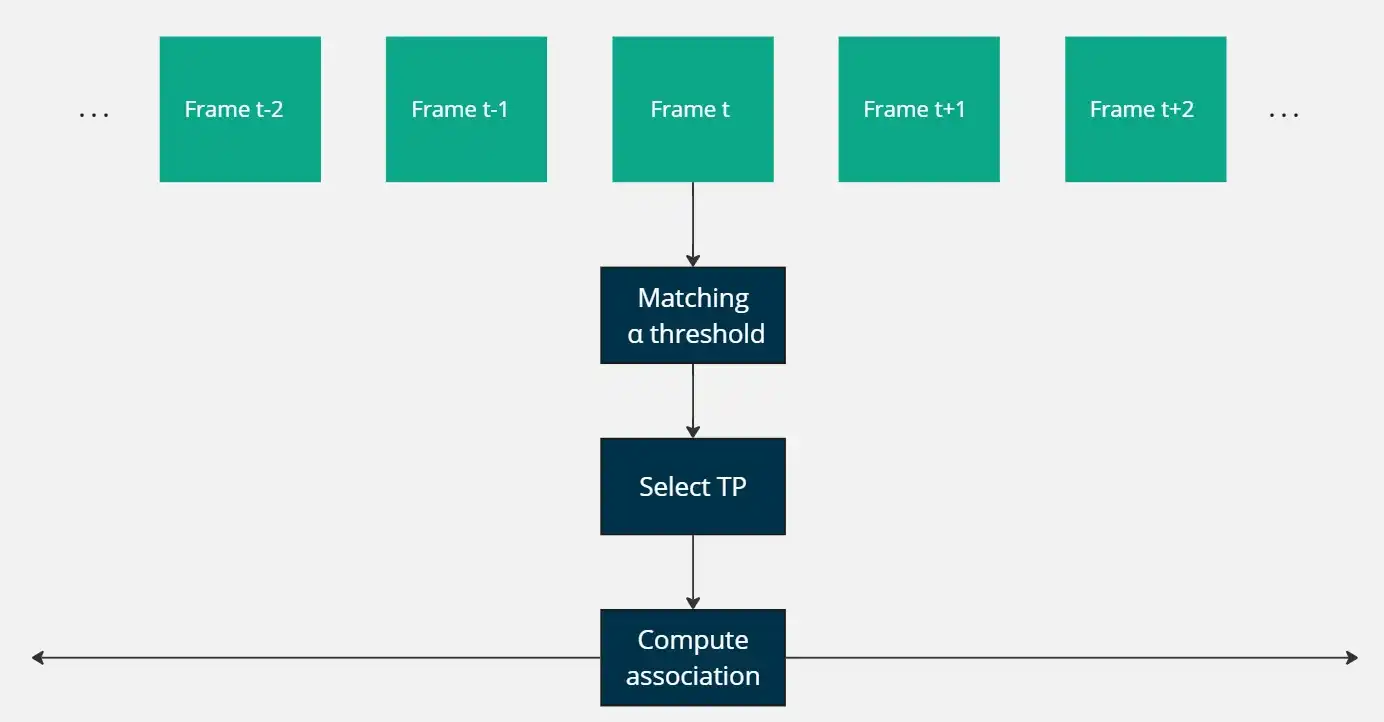 ...
Frame t-2
Frame t-1
Frame t
Frame t+1
Frame t+2
...
Matching
α threshold
Select TP
Compute
association